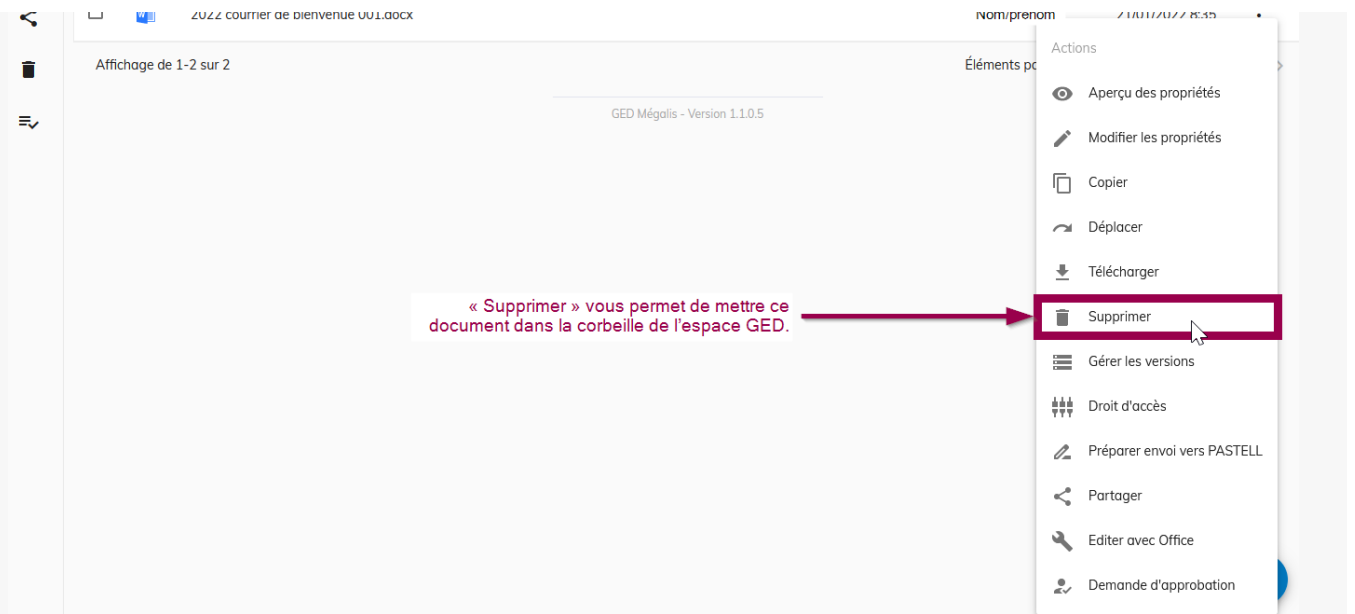 2022 courrier de bienvenue 001.docx Nom/prénom 21/01/2022 8:35
Actions
Affichage de 1-2 sur 2 Éléments pa
Aperçu des propriétés
GED Mégalis - Version 1.1.0.5
Modifier les propriétés
Copier
Déplacer
Télécharger
« Supprimer » vous permet de mettre ce
document dans la corbeille de l'espace GED.
Supprimer
Gérer les versions
Droit d'accès
Préparer envoi vers PASTELL
Partager
Editer avec Office
Demande d'approbation